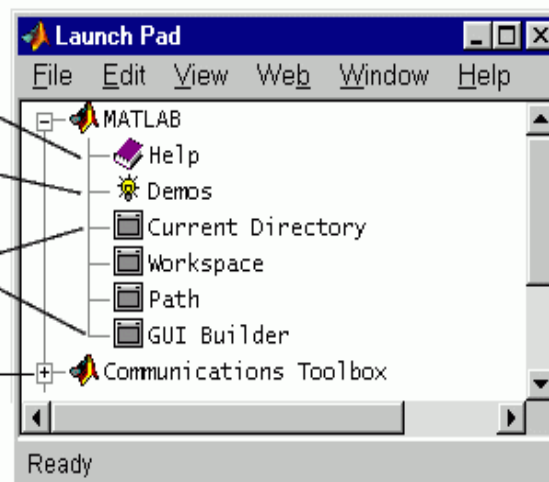 Launch Pad
File Edit View Web Window Help
MATLAB
Help
Demos
Current Directory
Workspace
Path
GUI Builder
Communications Toolbox
Ready